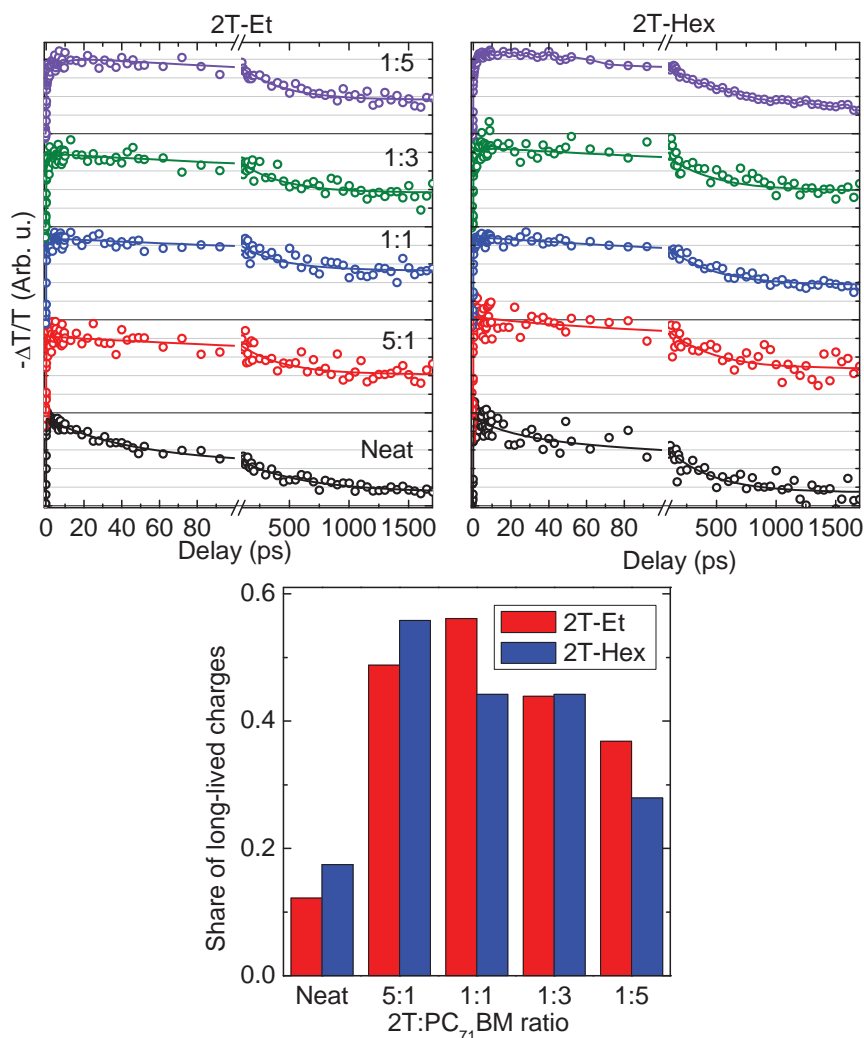 2T-Et
2T-Hex
1:5
1:3
1:1
5:1
Neat
-ΔT/T (Arb. u.)
0 20 40 60 80 500 1000 1500
0 20 40 60 80 500 1000 1500
Delay (ps)
Delay (ps)
0.6
0.4
0.2
0.0
Share of long-lived charges
2T-Et
2T-Hex
Neat 5:1 1:1 1:3 1:5
2T:PC71BM ratio